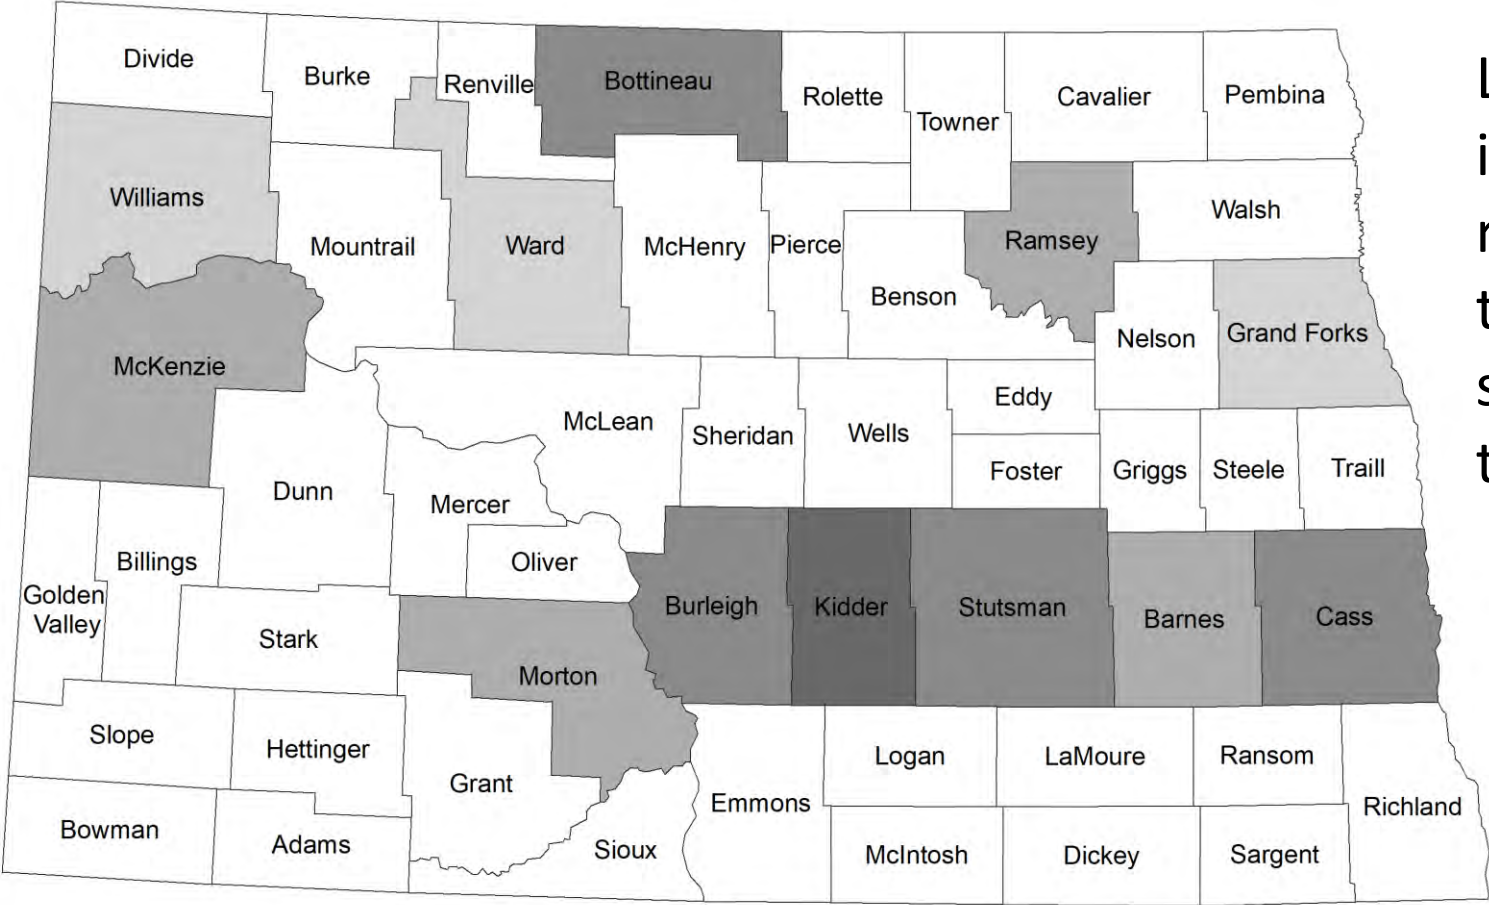 Divide
Burke
Renville
Bottineau
Rolette
Towner
Cavalier
Pembina
Williams
Mountrail
Ward
McHenry
Pierce
Benson
Ramsey
Walsh
Nelson
Grand Forks
McKenzie
McLean
Sheridan
Wells
Eddy
Foster
Griggs
Steele
Traill
Dunn
Mercer
Oliver
Billings
Golden
Valley
Stark
Morton
Burleigh
Kidder
Stutsman
Barnes
Cass
Slope
Hettinger
Grant
Bowman
Adams
Sioux
Emmons
Logan
LaMoure
Ransom
Richland
McIntosh
Dickey
Sargent